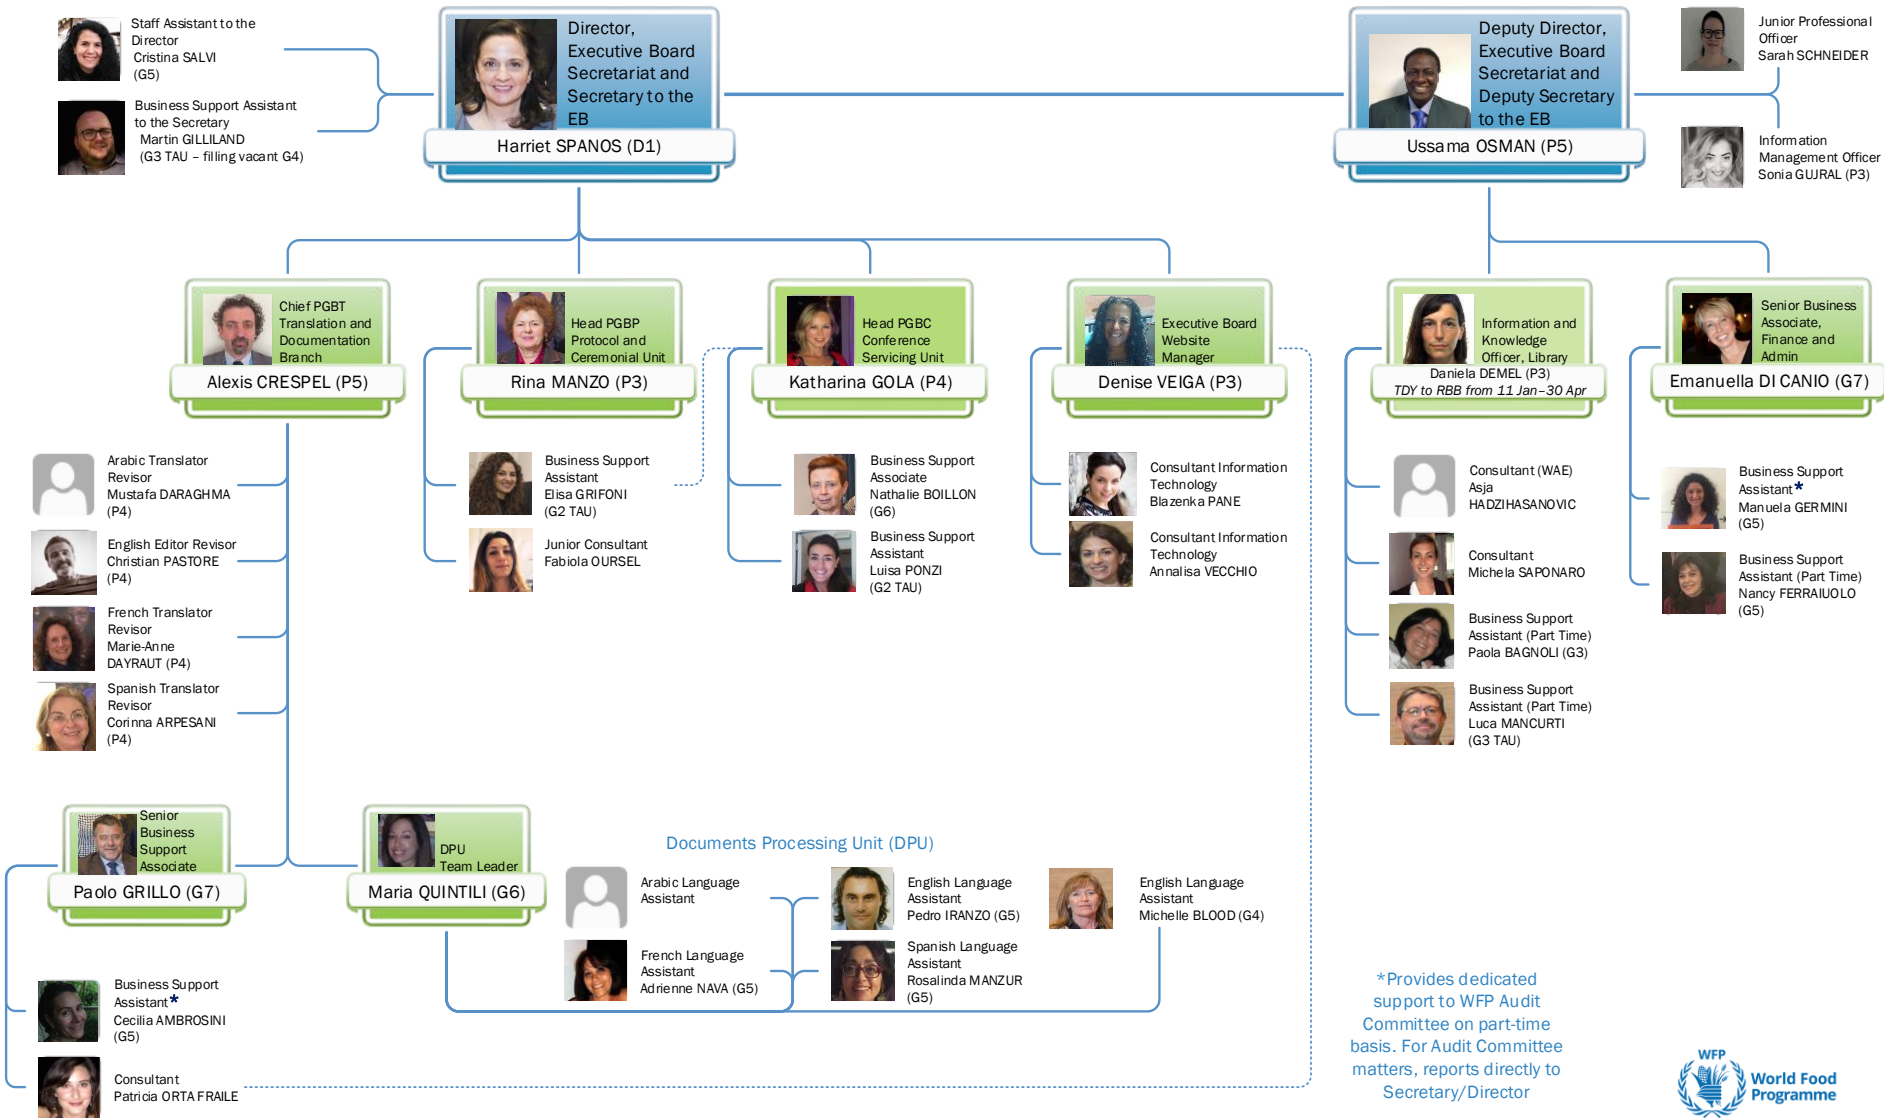 Staff Assistant to the
Director
Cristina SALVI
(G5)
Business Support Assistant
to the Secretary
Martin GILLILAND
(G3 TAU – filling vacant G4)
Director,
Executive Board
Secretariat and
Secretary to the
EB
Harriet SPANOS (D1)
Deputy Director,
Executive Board
Secretariat and
Deputy Secretary
to the EB
Ussama OSMAN (P5)
Junior Professional
Officer
Sarah SCHNEIDER
Information
Management Officer
Sonia GUJRAL (P3)
Chief PGBT
Translation and
Documentation
Branch
Alexis CRESPEL (P5)
Head PGBP
Protocol and
Ceremonial Unit
Rina MANZO (P3)
Head PGBC
Conference
Servicing Unit
Katharina GOLA (P4)
Executive Board
Website
Manager
Denise VEIGA (P3)
Information and
Knowledge
Officer, Library
Daniela DEMEL (P3)
TDY to RBB from 11 Jan–30 Apr
Senior Business
Associate,
Finance and
Admin
Emanuella DI CANIO (G7)
Arabic Translator
Revisor
Mustafa DARAGHMA
(P4)
English Editor Revisor
Christian PASTORE
(P4)
French Translator
Revisor
Marie-Anne
DAYRAUT (P4)
Spanish Translator
Revisor
Corinna ARPESANI
(P4)
Business Support
Assistant
Elisa GRIFONI
(G2 TAU)
Junior Consultant
Fabiola OURSEL
Business Support
Associate
Nathalie BOILLON
(G6)
Business Support
Assistant
Luisa PONZI
(G2 TAU)
Consultant Information
Technology
Blazenka PANE
Consultant Information
Technology
Annalisa VECCHIO
Consultant (WAE)
Asja
HADZIHASANOVIC
Consultant
Michela SAPONARO
Business Support
Assistant (Part Time)
Paola BAGNOLI (G3)
Business Support
Assistant (Part Time)
Luca MANCURTI
(G3 TAU)
Business Support
Assistant*
Manuela GERMINI
(G5)
Business Support
Assistant (Part Time)
Nancy FERRAIUOLO
(G5)
Senior
Business
Support
Associate
Paolo GRILLO (G7)
DPU
Team Leader
Maria QUINTILI (G6)
Documents Processing Unit (DPU)
Arabic Language
Assistant
English Language
Assistant
Pedro IRANZO (G5)
English Language
Assistant
Michelle BLOOD (G4)
French Language
Assistant
Adrienne NAVA (G5)
Spanish Language
Assistant
Rosalinda MANZUR
(G5)
Business Support
Assistant*
Cecilia AMBROSINI
(G5)
Consultant
Patricia ORTA FRAILE
*Provides dedicated
support to WFP Audit
Committee on part-time
basis. For Audit Committee
matters, reports directly to
Secretary/Director
WFP
World Food
Programme